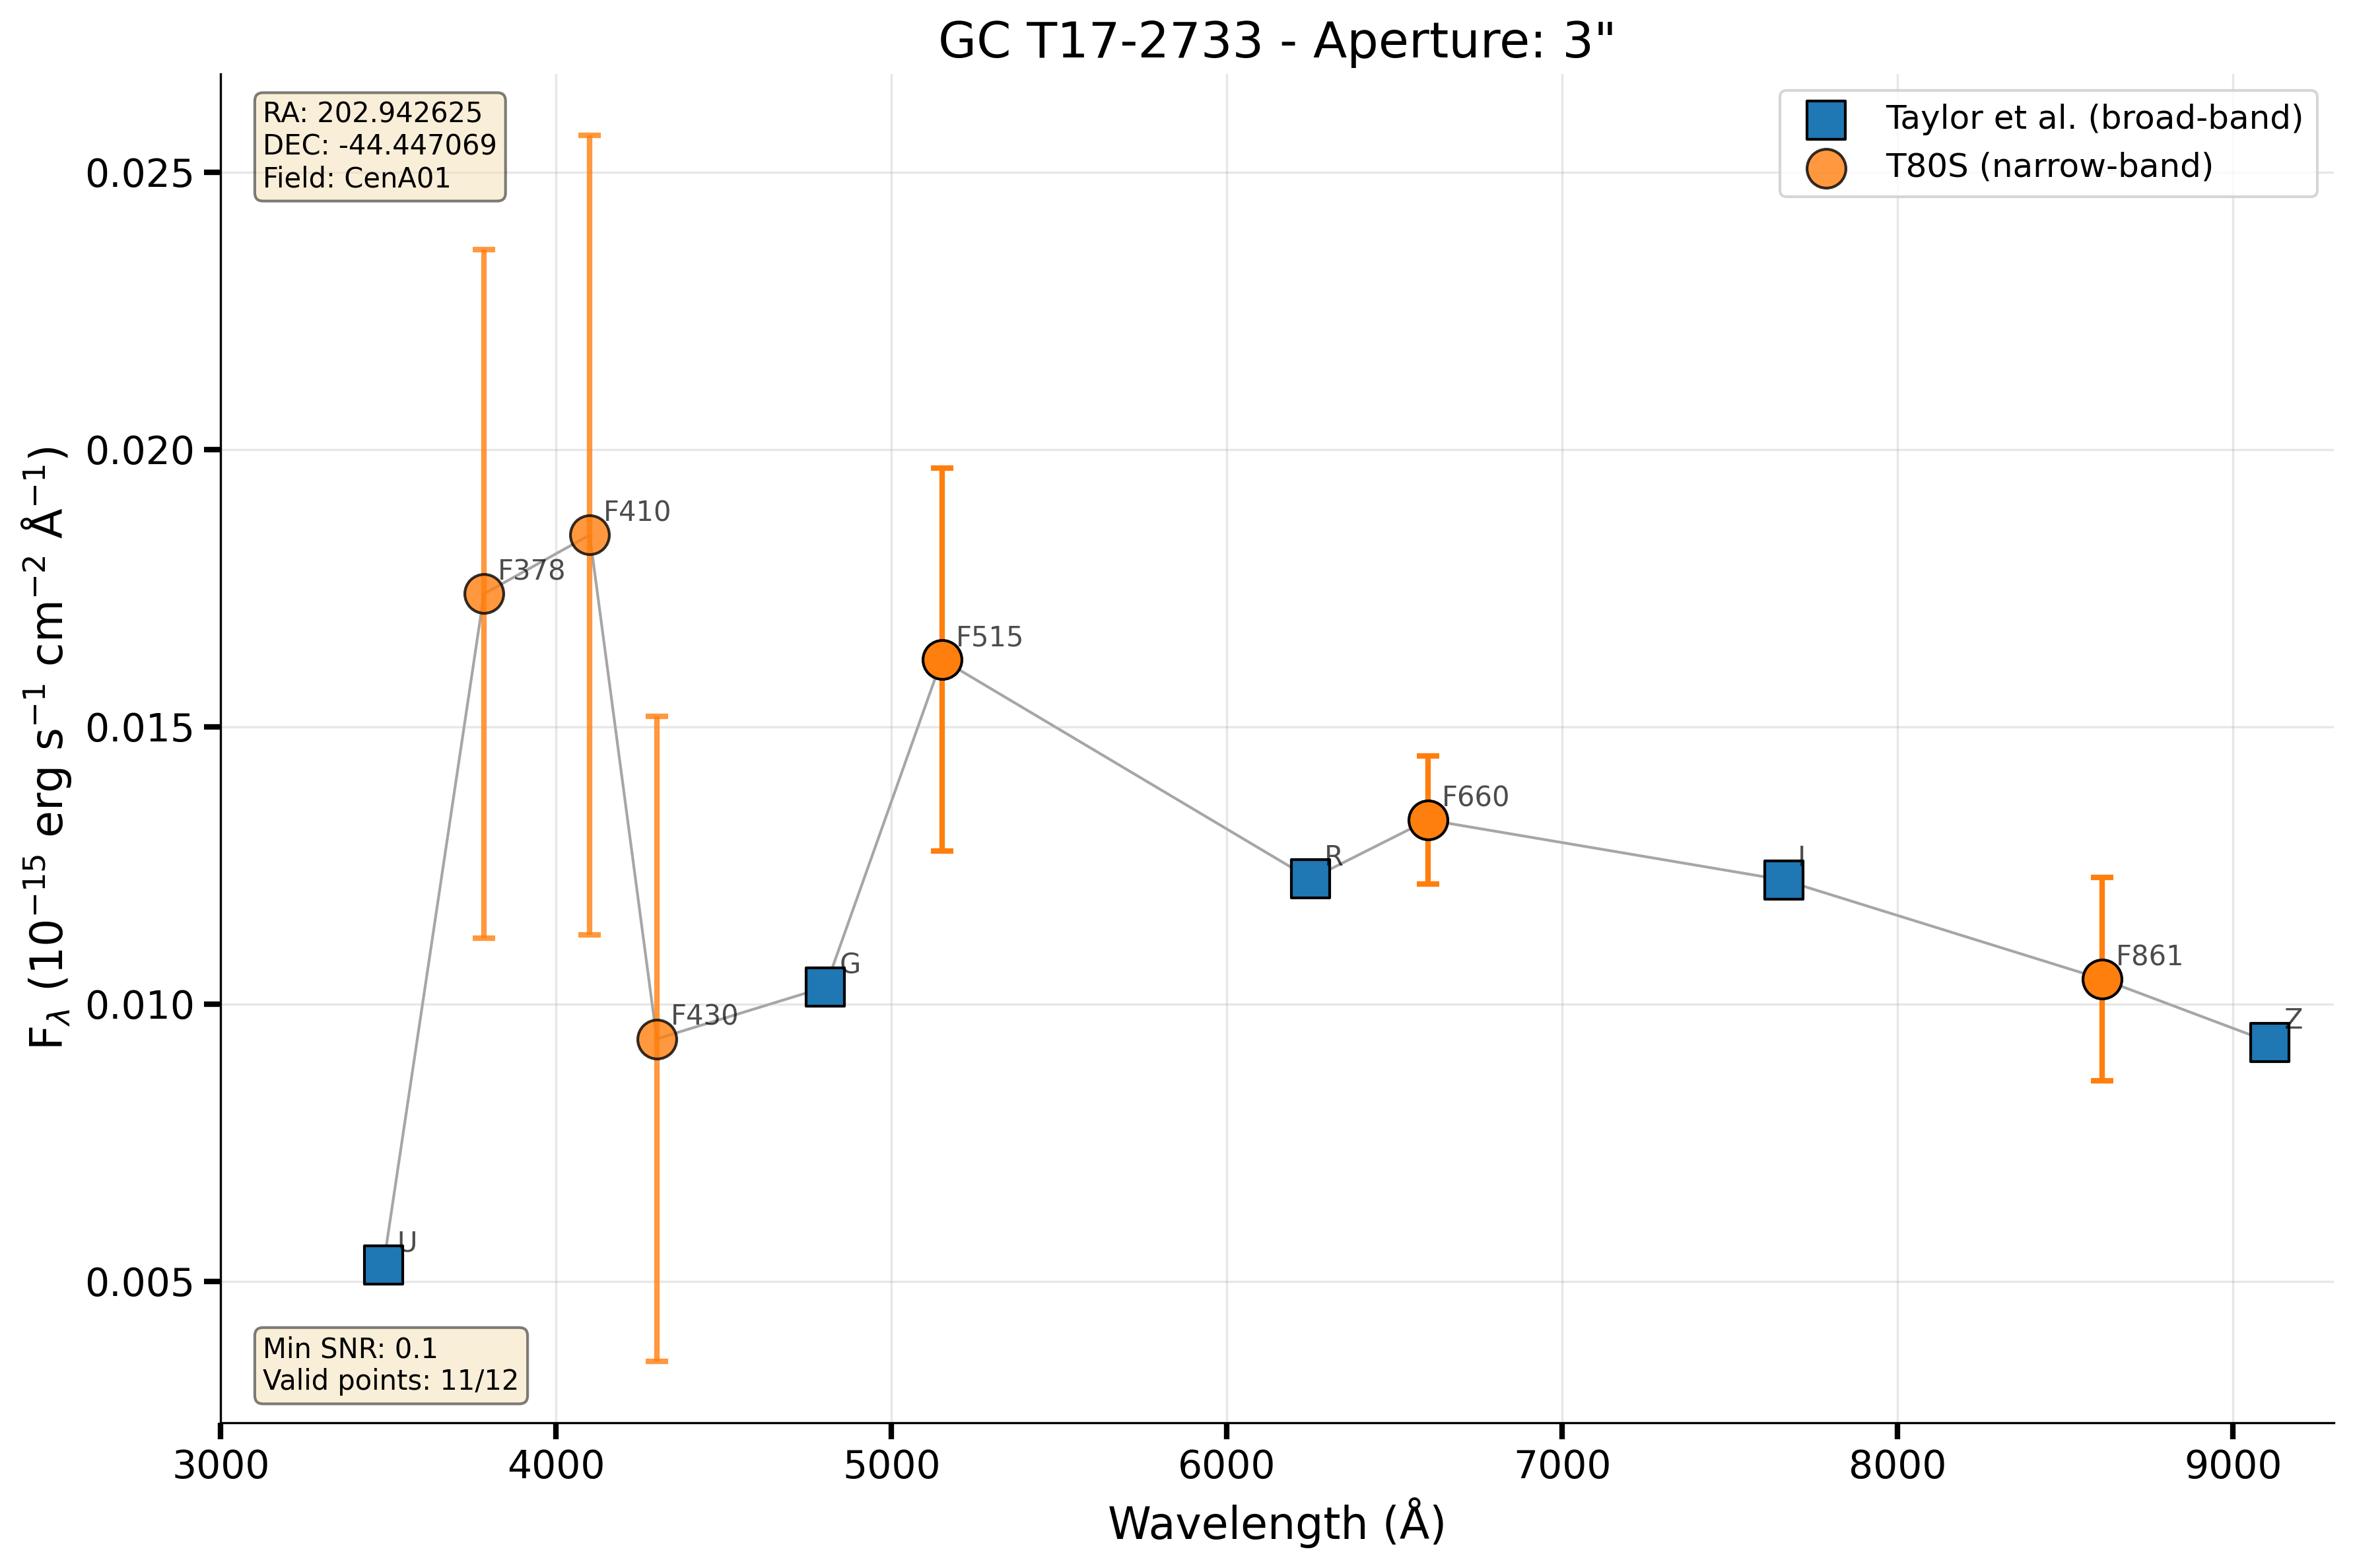 GC T17-2733 - Aperture: 3"
RA: 202.942625
DEC: -44.447069
Field: CenA01
Taylor et al. (broad-band)
T80S (narrow-band)
0.025
0.020
0.015
0.010
0.005
F_λ (10⁻¹⁵ erg s⁻¹ cm⁻² Å⁻¹)
F410
F378
F515
F660
R
I
G
F861
F430
Z
U
Min SNR: 0.1
Valid points: 11/12
3000 4000 5000 6000 7000 8000 9000
Wavelength (Å)